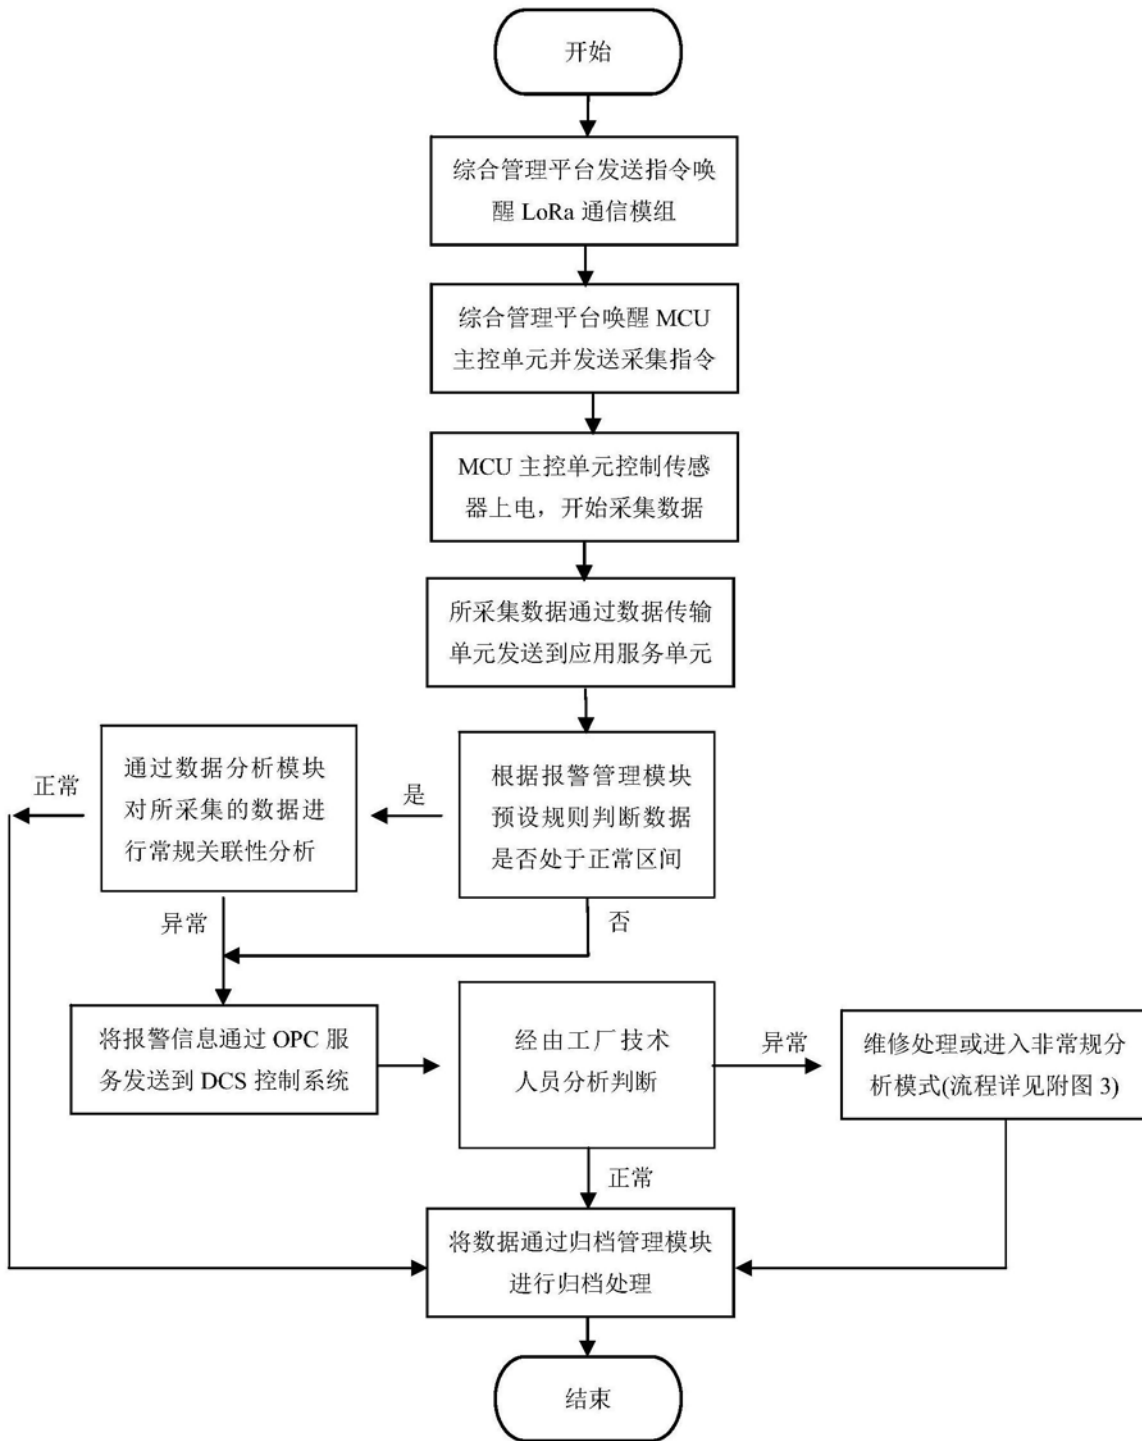 开始
综合管理平台发送指令唤
醒 LoRa 通信模组
综合管理平台唤醒 MCU
主控单元并发送采集指令
MCU 主控单元控制传感
器上电，开始采集数据
所采集数据通过数据传输
单元发送到应用服务单元
根据报警管理模块
预设规则判断数据
是否处于正常区间
是
否
通过数据分析模块
对所采集的数据进
行常规关联性分析
正常
异常
将报警信息通过 OPC 服
务发送到 DCS 控制系统
经由工厂技术
人员分析判断
异常
正常
维修处理或进入非常规分
析模式(流程详见附图 3)
将数据通过归档管理模块
进行归档处理
结束